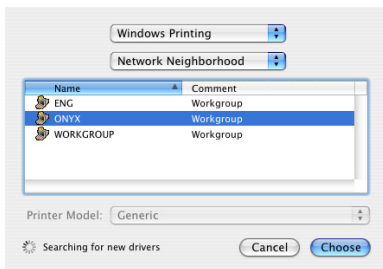 Windows Printing
Network Neighborhood
Name Comment
ENG Workgroup
ONYX Workgroup
WORKGROUP Workgroup
Printer Model: Generic
Searching for new drivers Cancel Choose